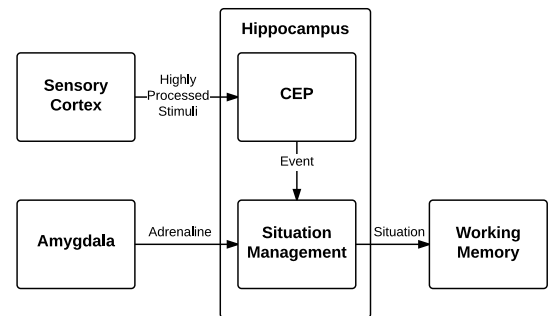 Hippocampus
Sensory
Cortex
Highly
Processed
Stimuli
CEP
Event
Amygdala
Adrenaline
Situation
Management
Situation
Working
Memory